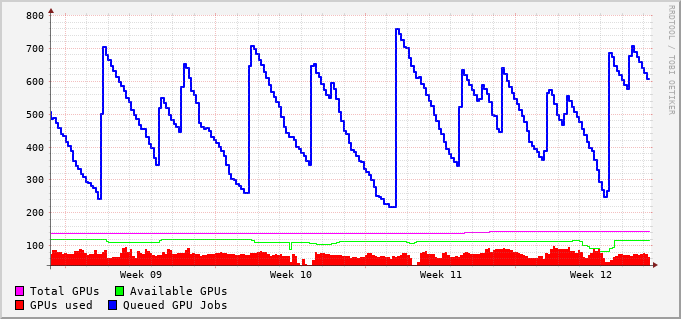 800
700
600
500
400
300
200
100
Week 09 Week 10 Week 11 Week 12
Total GPUs Available GPUs
GPUs used Queued GPU Jobs
RRDTOOL / TOBI OETIKER